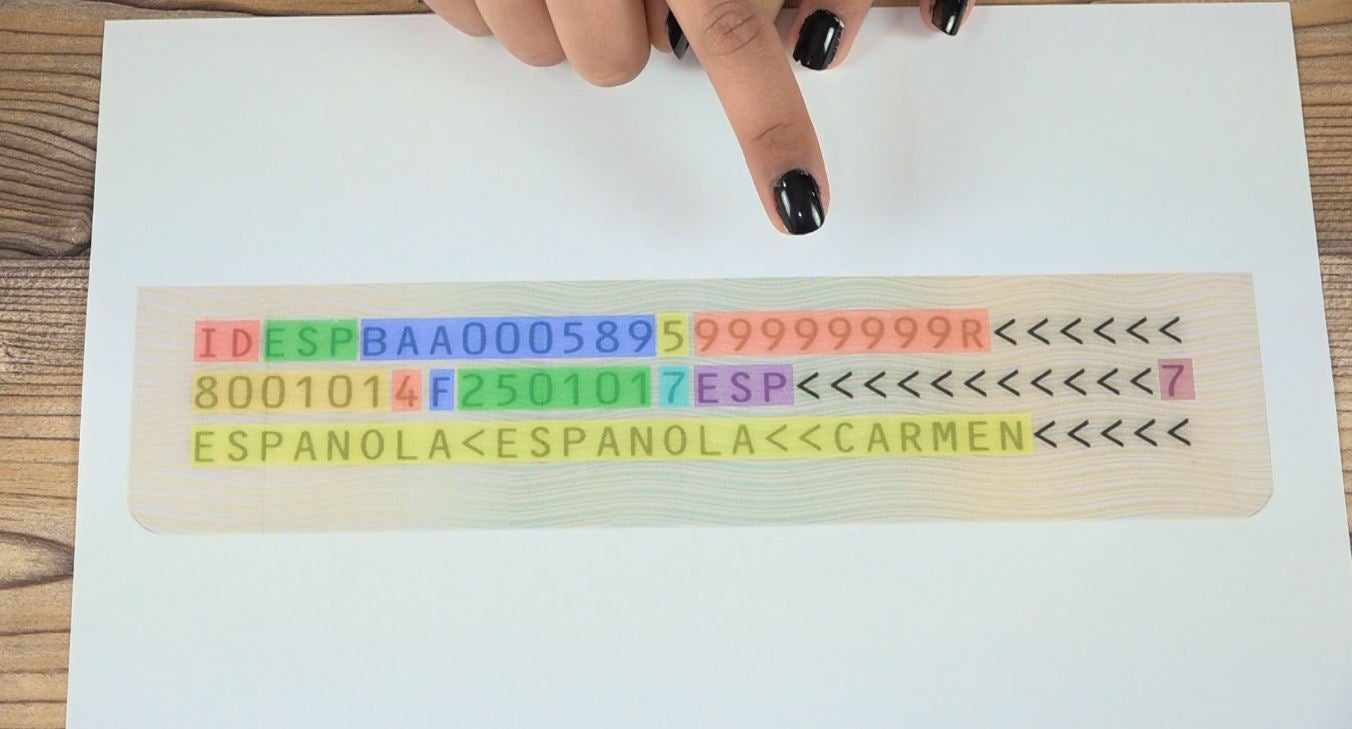 IDESPBAA000589599999999R<<<<<<
8001014F2501017ESP<<<<<<<<<<<7
ESPANOLA<ESPANOLA<<CARMEN<<<<<